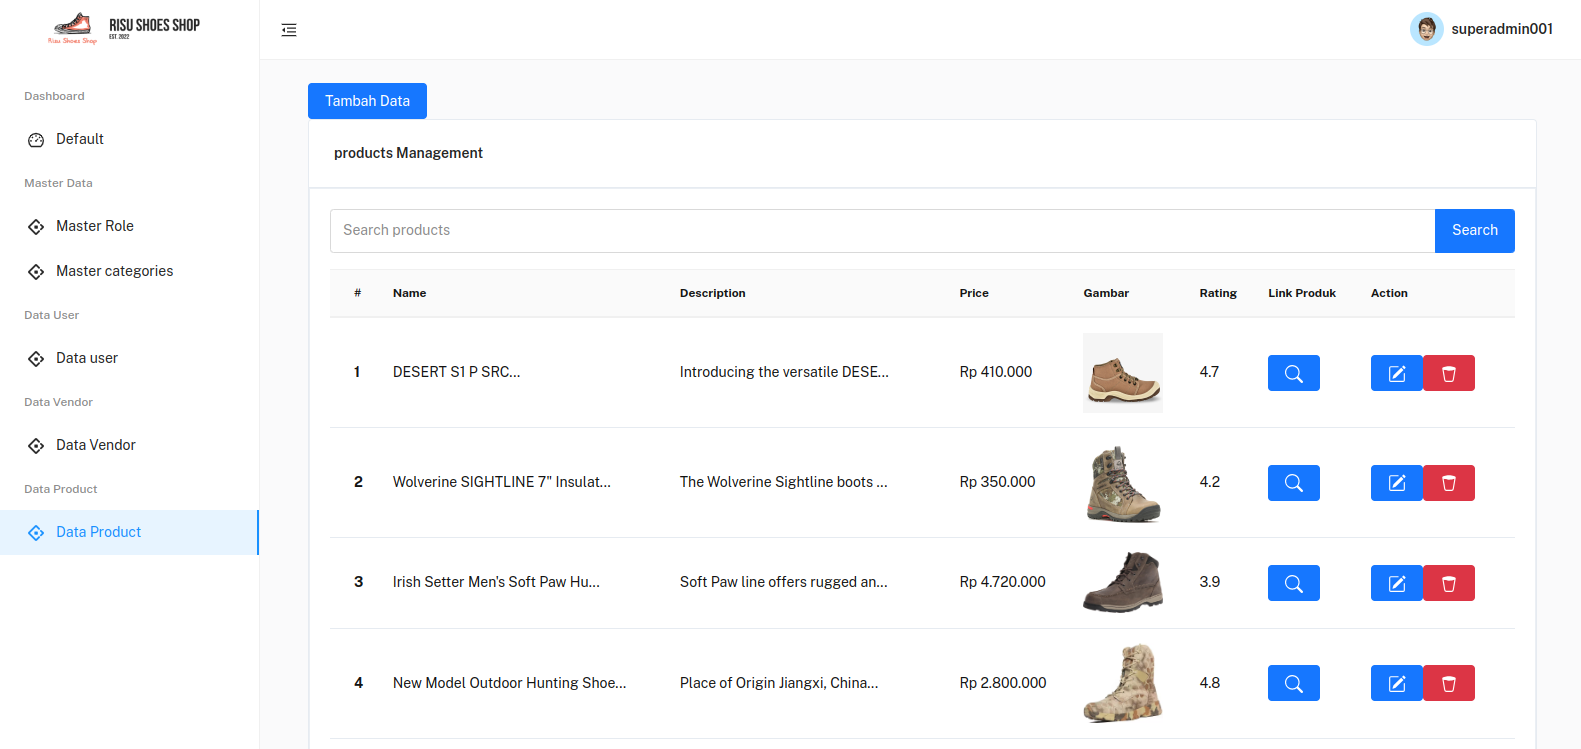 RISU SHOES SHOP
EST. 2022
Risu Shoes Shop
superadmin001
Dashboard
Default
Master Data
Master Role
Master categories
Data User
Data user
Data Vendor
Data Vendor
Data Product
Data Product
Tambah Data
products Management
Search products
Search
# Name Description Price Gambar Rating Link Produk Action
1 DESERT S1 P SRC... Introducing the versatile DESE... Rp 410.000 4.7
2 Wolverine SIGHTLINE 7" Insulat... The Wolverine Sightline boots ... Rp 350.000 4.2
3 Irish Setter Men's Soft Paw Hu... Soft Paw line offers rugged an... Rp 4.720.000 3.9
4 New Model Outdoor Hunting Shoe... Place of Origin Jiangxi, China... Rp 2.800.000 4.8